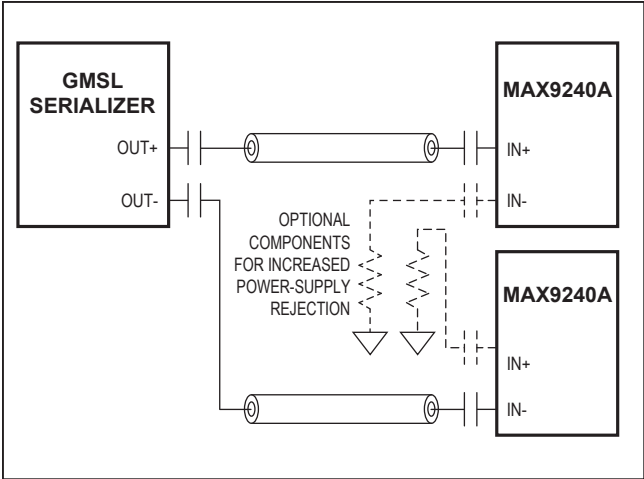 GMSL
SERIALIZER
OUT+
OUT-
MAX9240A
IN+
IN-
OPTIONAL
COMPONENTS
FOR INCREASED
POWER-SUPPLY
REJECTION
MAX9240A
IN+
IN-